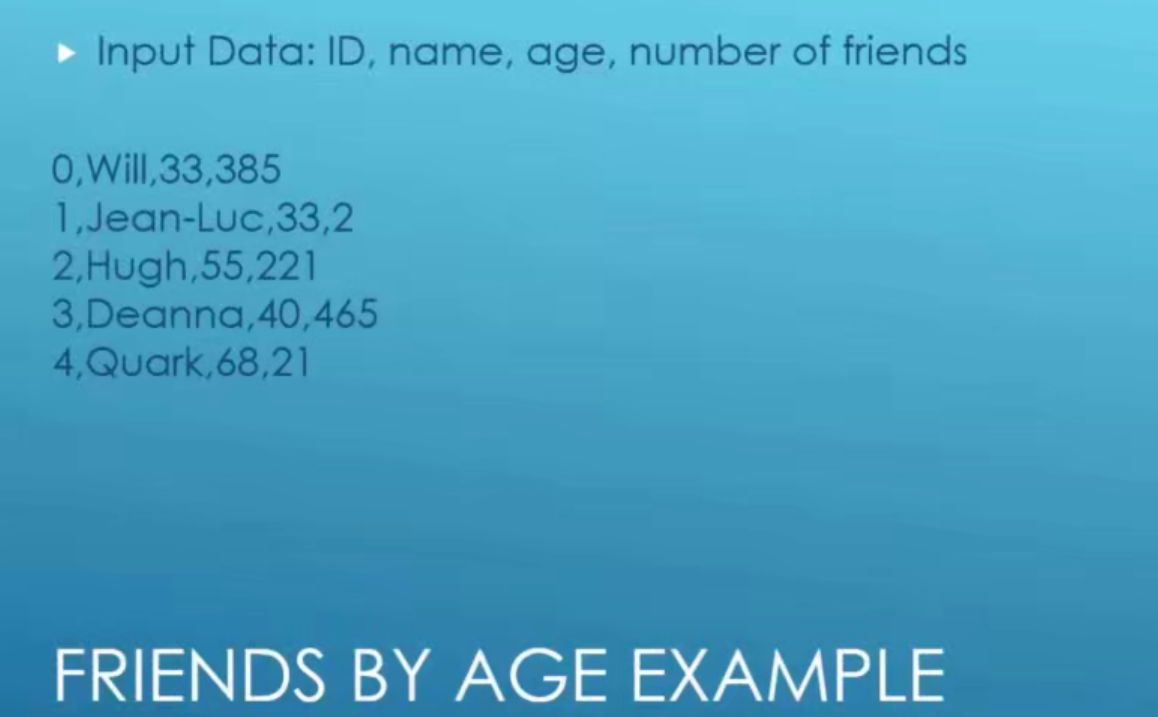 Input Data: ID, name, age, number of friends
0,Will,33,385
1,Jean-Luc,33,2
2,Hugh,55,221
3,Deanna,40,465
4,Quark,68,21
FRIENDS BY AGE EXAMPLE